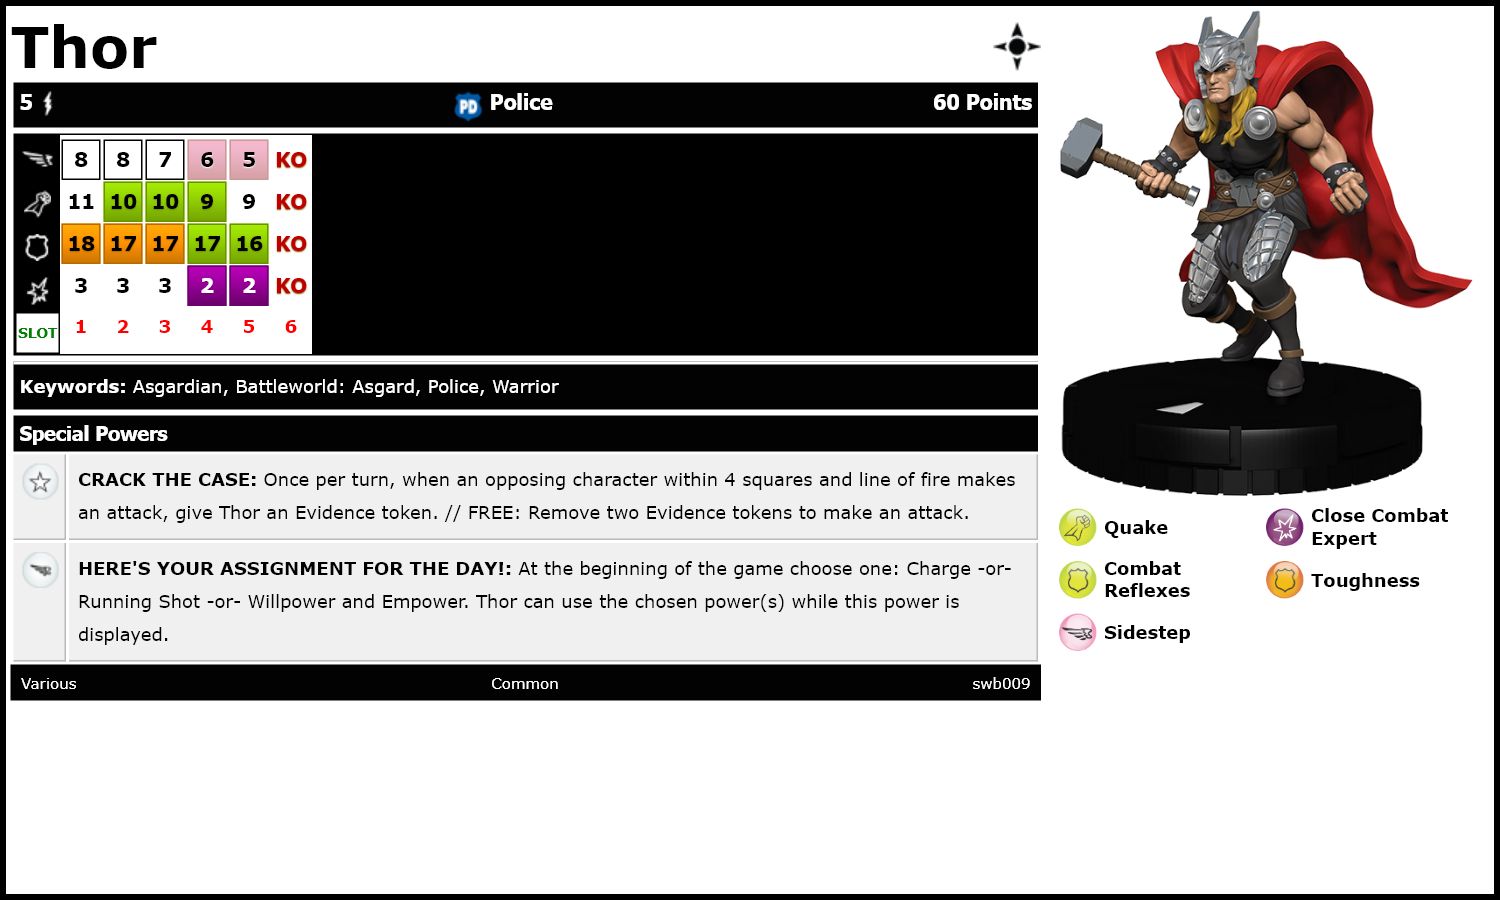 Thor
5 PD Police 60 Points
8 8 7 6 5 KO
11 10 10 9 9 KO
18 17 17 17 16 KO
3 3 3 2 2 KO
SLOT 1 2 3 4 5 6
Keywords: Asgardian, Battleworld: Asgard, Police, Warrior
Special Powers
CRACK THE CASE: Once per turn, when an opposing character within 4 squares and line of fire makes
an attack, give Thor an Evidence token. // FREE: Remove two Evidence tokens to make an attack.
HERE'S YOUR ASSIGNMENT FOR THE DAY!: At the beginning of the game choose one: Charge -or-
Running Shot -or- Willpower and Empower. Thor can use the chosen power(s) while this power is
displayed.
Various Common swb009
Quake
Close Combat
Expert
Combat
Reflexes
Toughness
Sidestep